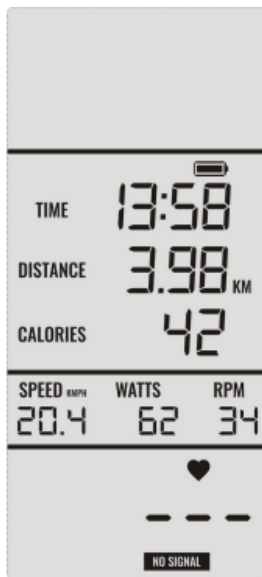 TIME 13:58
DISTANCE 3.98 KM
CALORIES 42
SPEED KMPH WATTS RPM
20.4 62 34
---
NO SIGNAL